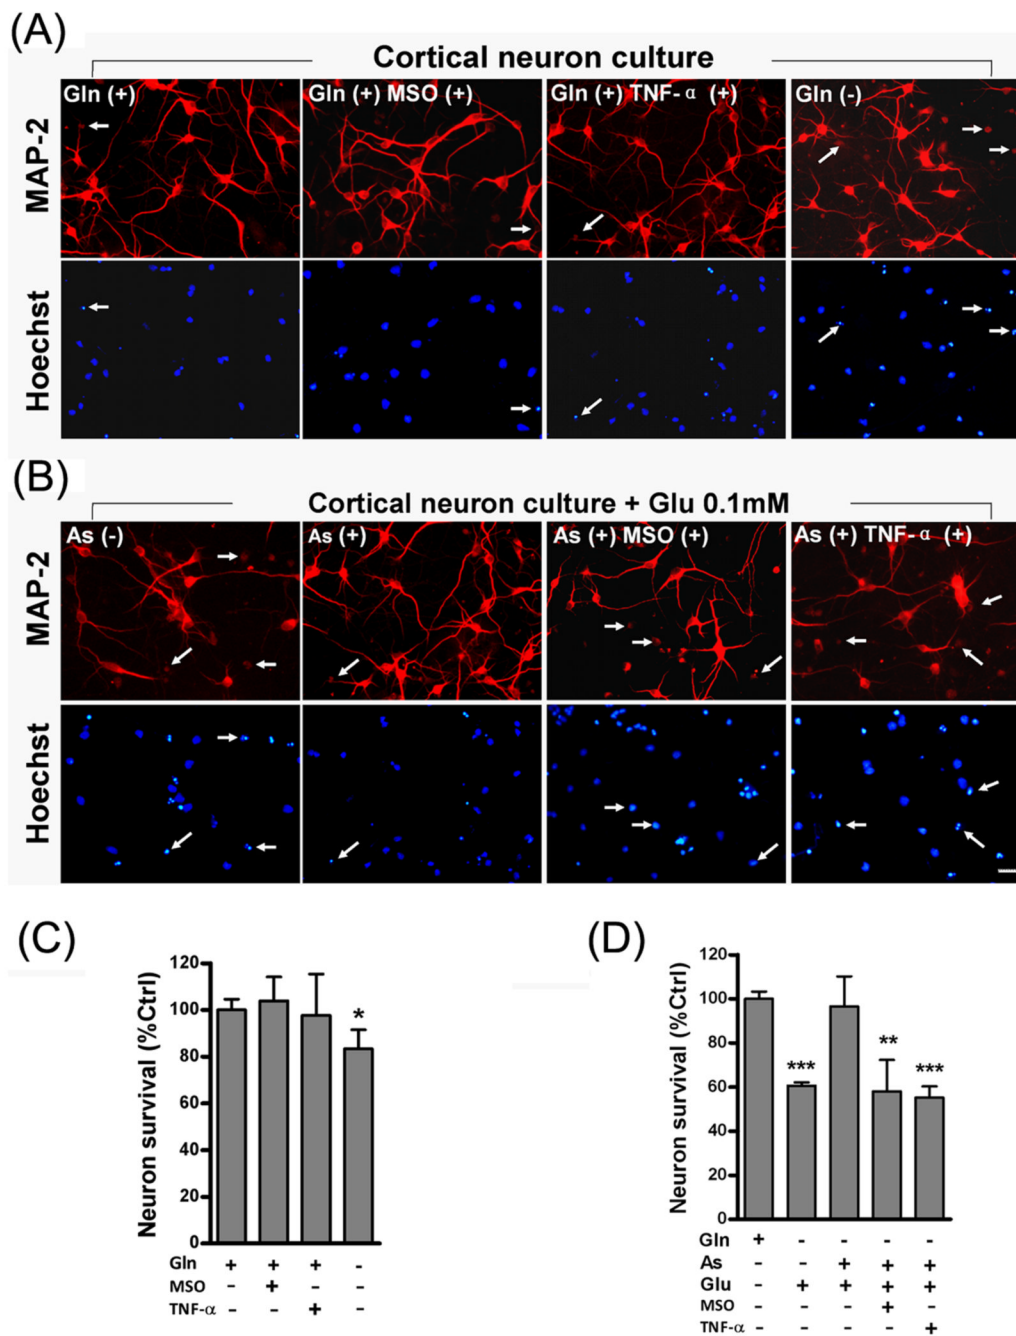 (A)
Cortical neuron culture
MAP-2
Gln (+)
Gln (+) MSO (+)
Gln (+) TNF-α (+)
Gln (-)
Hoechst
(B)
Cortical neuron culture + Glu 0.1mM
MAP-2
As (-)
As (+)
As (+) MSO (+)
As (+) TNF-α (+)
Hoechst
(C)
Neuron survival (%Ctrl)
120
100
80
60
40
20
0
*
Gln + + + -
MSO - + - -
TNF-α - - + -
(D)
Neuron survival (%Ctrl)
120
100
80
60
40
20
0
***
**
***
Gln + - - - -
As - - + + +
Glu - + + + +
MSO - - - + -
TNF-α - - - - +